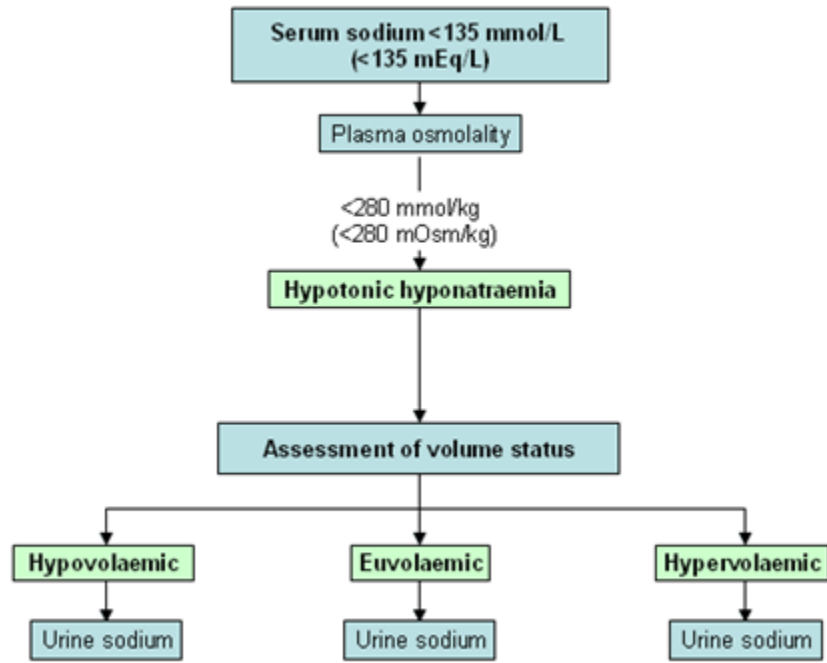 Serum sodium <135 mmol/L
(<135 mEq/L)
Plasma osmolality
<280 mmol/kg
(<280 mOsm/kg)
Hypotonic hyponatraemia
Assessment of volume status
Hypovolaemic
Euvolaemic
Hypervolaemic
Urine sodium
Urine sodium
Urine sodium